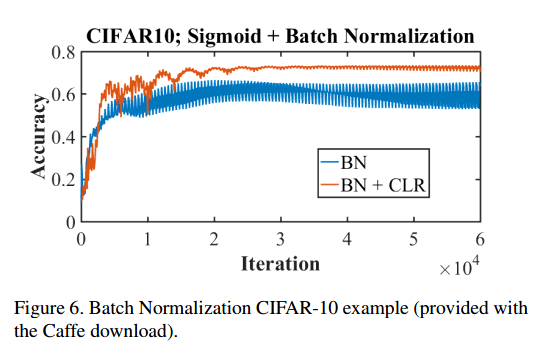 CIFAR10; Sigmoid + Batch Normalization
0.8
0.6
0.4
0.2
0
Accuracy
BN
BN + CLR
0 1 2 3 4 5 6
Iteration
×10^4
Figure 6. Batch Normalization CIFAR-10 example (provided with
the Caffe download).